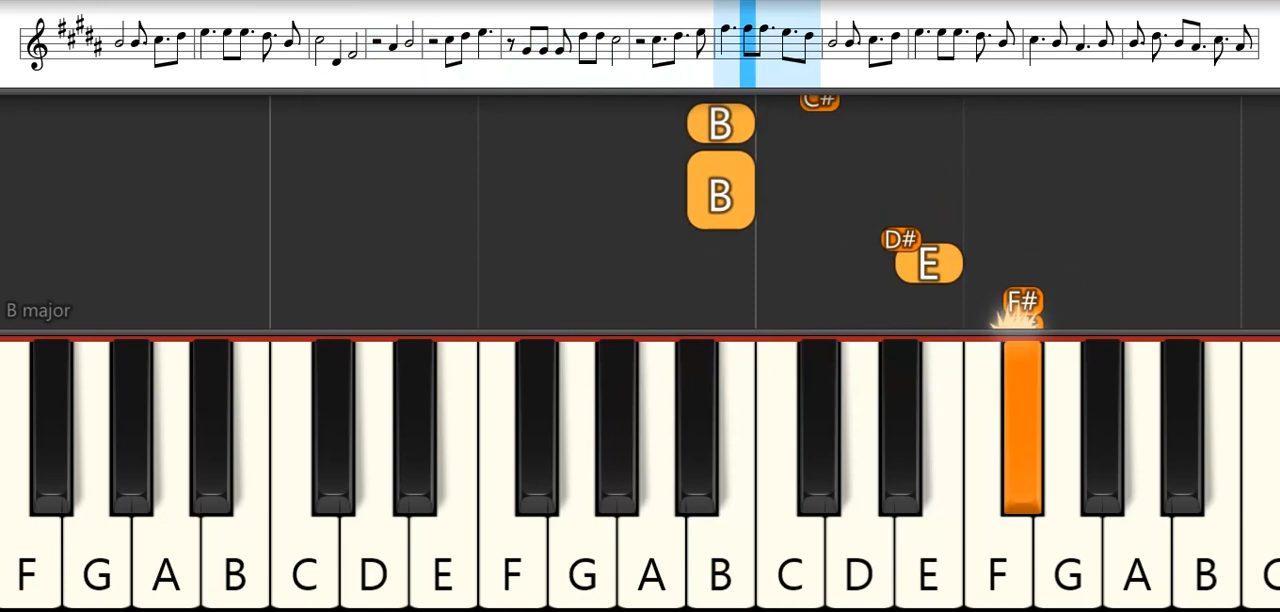 C#
B
B
D#
E
F#
B major
F G A B C D E F G A B C D E F G A B C